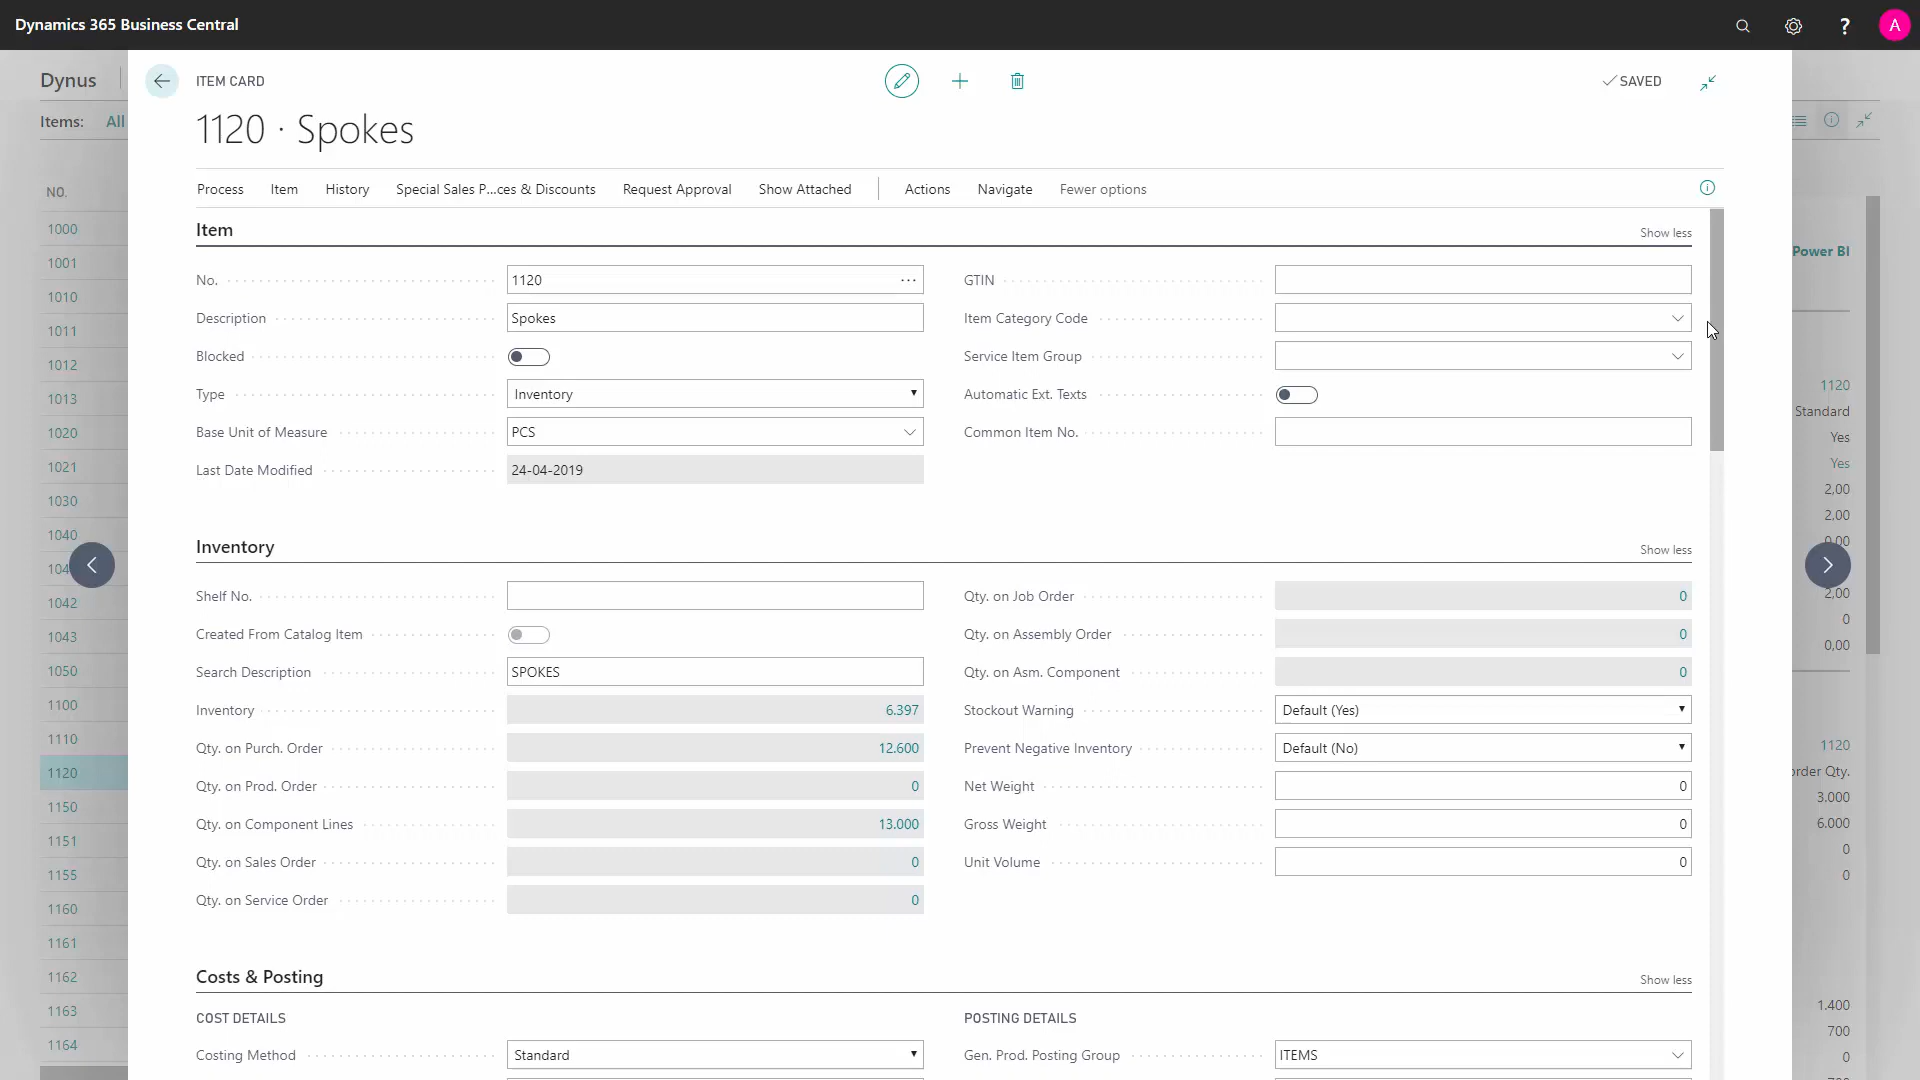 Dynamics 365 Business Central
?
A
Dynus
Items: All
NO.
1000
1001
1010
1011
1012
1013
1020
1021
1030
1040
104
1042
1043
1050
1100
1110
1120
1150
1151
1155
1160
1161
1162
1163
1164
ITEM CARD
SAVED
1120 · Spokes
Process Item History Special Sales P...ces & Discounts Request Approval Show Attached Actions Navigate Fewer options
Item
Show less
No. 1120 ...
Description Spokes
Blocked
Type Inventory
Base Unit of Measure PCS
Last Date Modified 24-04-2019
GTIN
Item Category Code
Service Item Group
Automatic Ext. Texts
Common Item No.
Inventory
Show less
Shelf No.
Created From Catalog Item
Search Description SPOKES
Inventory 6.397
Qty. on Purch. Order 12.600
Qty. on Prod. Order 0
Qty. on Component Lines 13.000
Qty. on Sales Order 0
Qty. on Service Order 0
Qty. on Job Order 0
Qty. on Assembly Order 0
Qty. on Asm. Component 0
Stockout Warning Default (Yes)
Prevent Negative Inventory Default (No)
Net Weight 0
Gross Weight 0
Unit Volume 0
Costs & Posting
Show less
COST DETAILS
Costing Method Standard
POSTING DETAILS
Gen. Prod. Posting Group ITEMS
Power BI
1120
Standard
Yes
Yes
2,00
2,00
0,00
2,00
0
0,00
1120
order Qty.
3.000
6.000
0
0
1.400
700
0